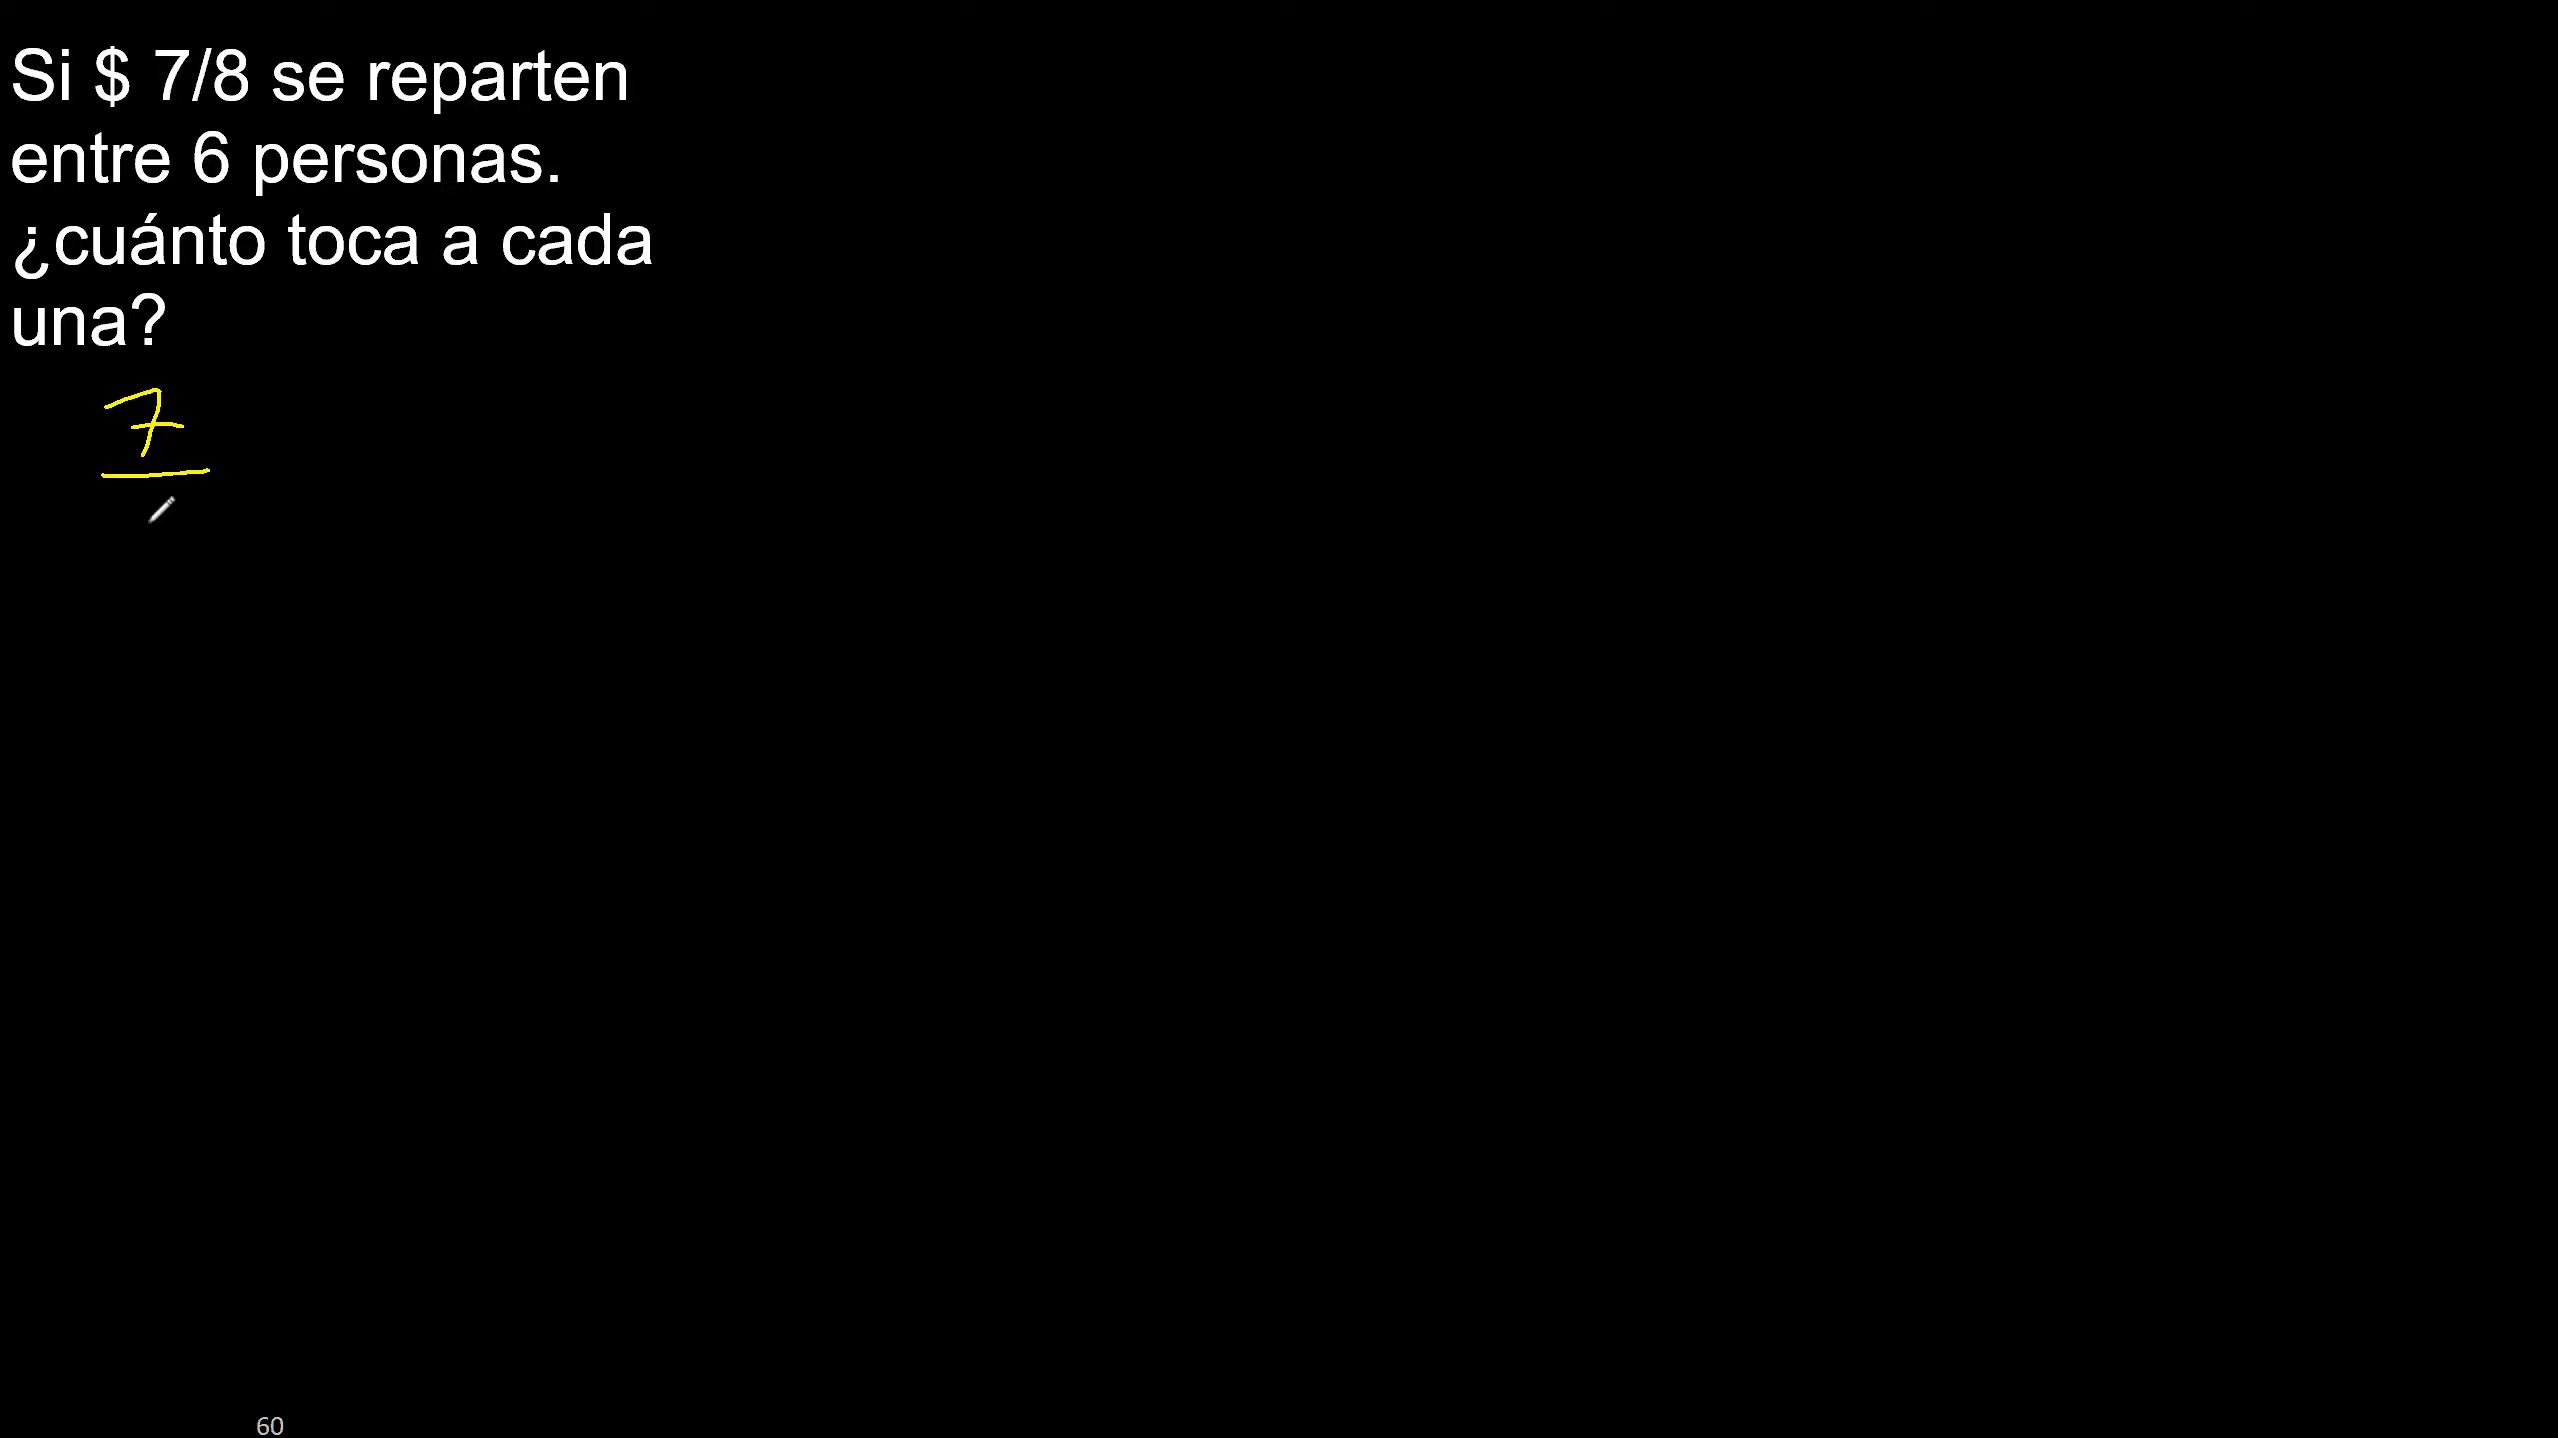 Si $ 7/8 se reparten
entre 6 personas.
¿cuánto toca a cada
una?
7
60